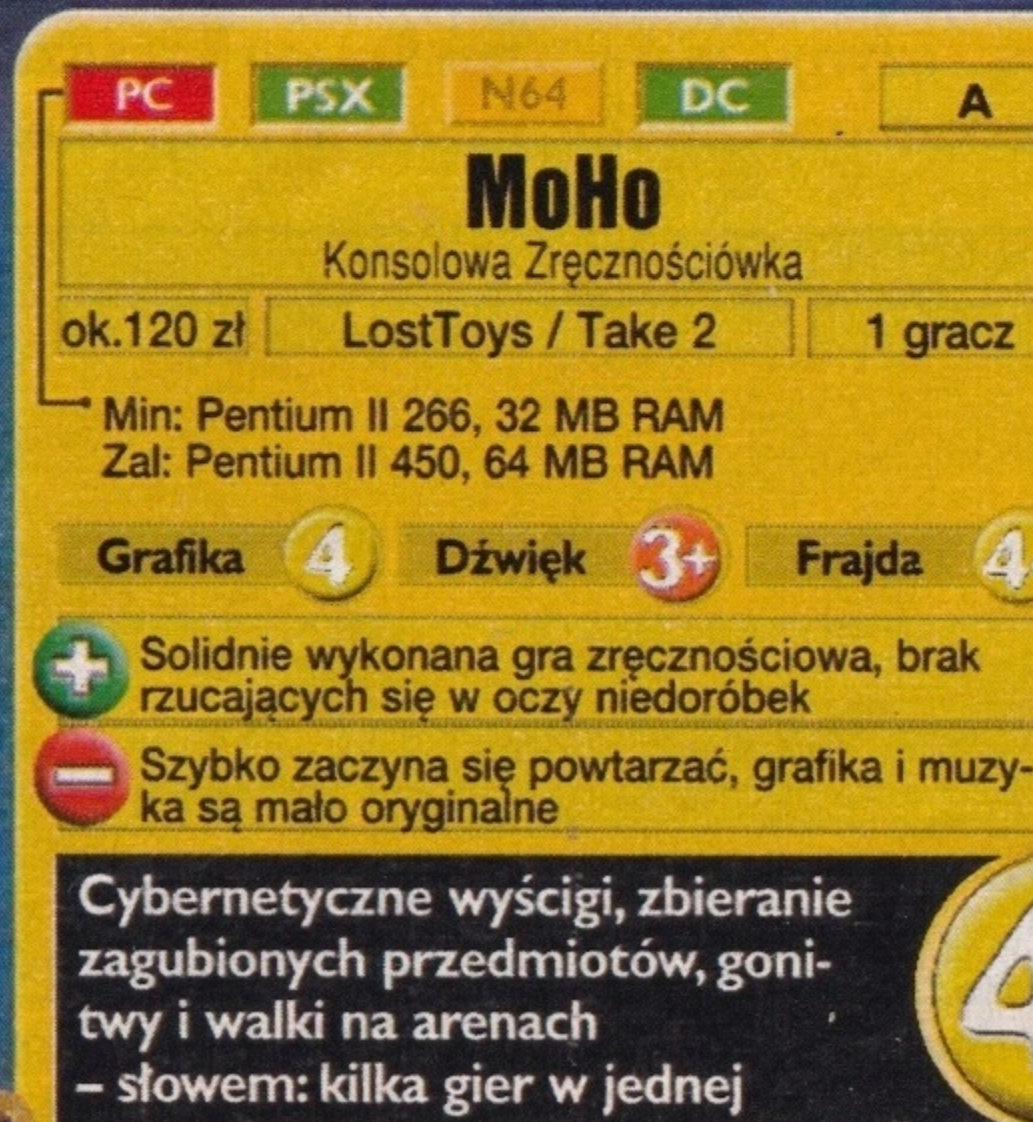 PC PSX N64 DC A
MoHo
Konsolowa Zręcznościówka
ok.120 zł LostToys / Take 2 1 gracz
Min: Pentium II 266, 32 MB RAM
Zal: Pentium II 450, 64 MB RAM
Grafika 4 Dźwięk 3+ Frajda 4
Solidnie wykonana gra zręcznościowa, brak
rzucających się w oczy niedoróbek
Szybko zaczyna się powtarzać, grafika i muzy-
ka są mało oryginalne
Cybernetyczne wyścigi, zbieranie
zagubionych przedmiotów, goni-
twy i walki na arenach
– słowem: kilka gier w jednej
4